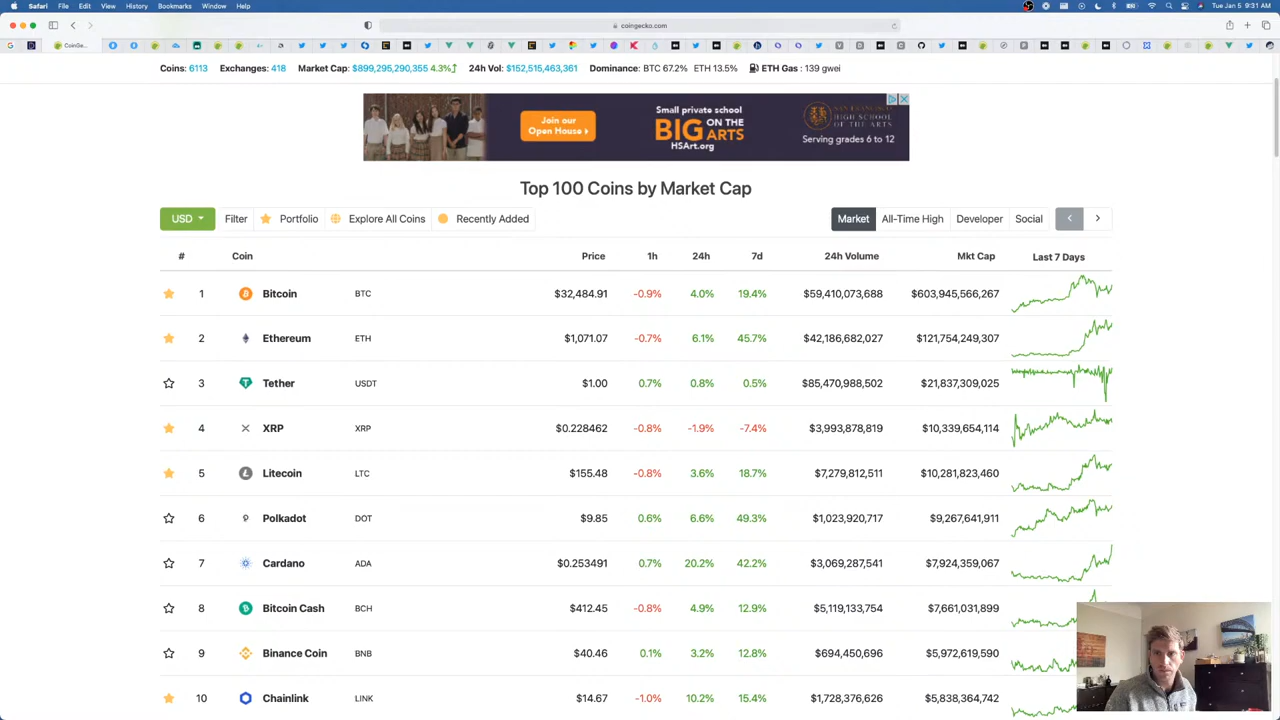 Safari File Edit View History Bookmarks Window Help Tue Jan 5 9:31 AM
coingecko.com
CoinGe...
Coins: 6113 Exchanges: 418 Market Cap: $899,295,290,355 4.3% 24h Vol: $152,515,463,361 Dominance: BTC 67.2% ETH 13.5% ETH Gas : 139 gwei
Join our
Open House
Small private school
BIG ON THE
ARTS
HSArt.org
SAN FRANCISCO
HIGH SCHOOL
OF THE ARTS
Serving grades 6 to 12
Top 100 Coins by Market Cap
USD Filter Portfolio Explore All Coins Recently Added Market All-Time High Developer Social
# Coin Price 1h 24h 7d 24h Volume Mkt Cap Last 7 Days
1 Bitcoin BTC $32,484.91 -0.9% 4.0% 19.4% $59,410,073,688 $603,945,566,267
2 Ethereum ETH $1,071.07 -0.7% 6.1% 45.7% $42,186,682,027 $121,754,249,307
3 Tether USDT $1.00 0.7% 0.8% 0.5% $85,470,988,502 $21,837,309,025
4 XRP XRP $0.228462 -0.8% -1.9% -7.4% $3,993,878,819 $10,339,654,114
5 Litecoin LTC $155.48 -0.8% 3.6% 18.7% $7,279,812,511 $10,281,823,460
6 Polkadot DOT $9.85 0.6% 6.6% 49.3% $1,023,920,717 $9,267,641,911
7 Cardano ADA $0.253491 0.7% 20.2% 42.2% $3,069,287,541 $7,924,359,067
8 Bitcoin Cash BCH $412.45 -0.8% 4.9% 12.9% $5,119,133,754 $7,661,031,899
9 Binance Coin BNB $40.46 0.1% 3.2% 12.8% $694,450,696 $5,972,619,590
10 Chainlink LINK $14.67 -1.0% 10.2% 15.4% $1,728,376,626 $5,838,364,742